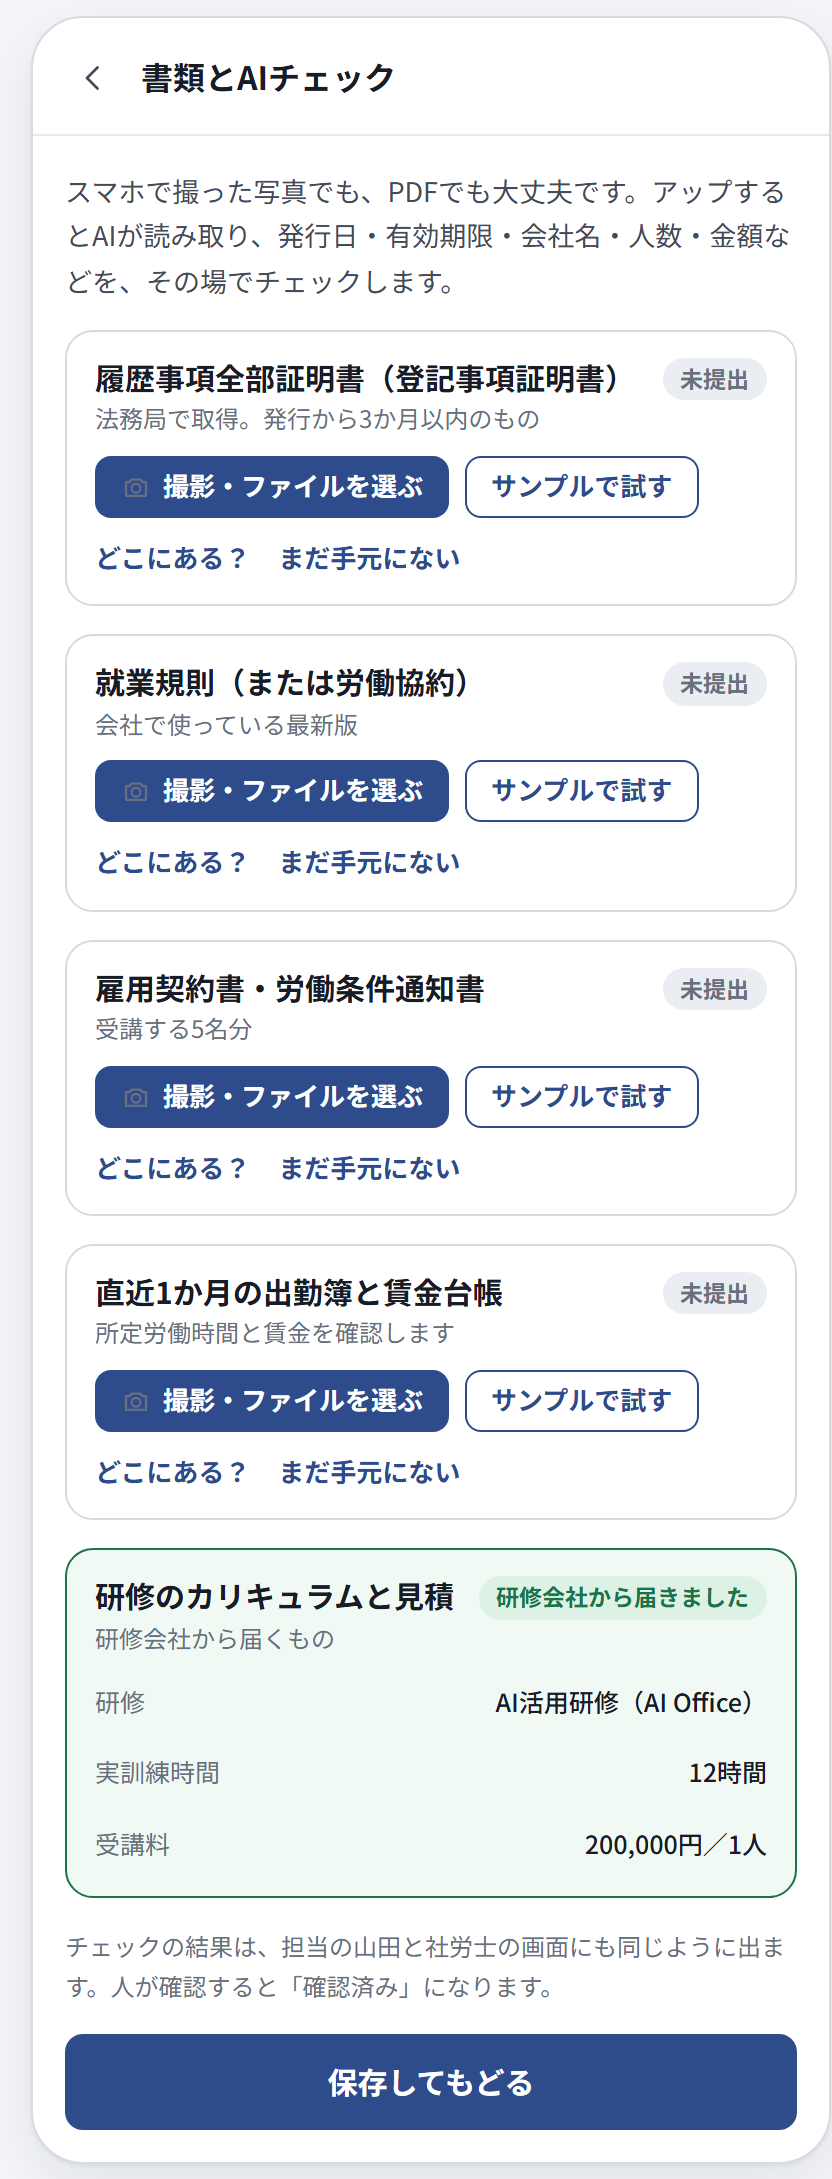 書類とAIチェック
スマホで撮った写真でも、PDFでも大丈夫です。アップする
とAIが読み取り、発行日・有効期限・会社名・人数・金額な
どを、その場でチェックします。
履歴事項全部証明書（登記事項証明書）
未提出
法務局で取得。発行から3か月以内のもの
撮影・ファイルを選ぶ
サンプルで試す
どこにある？ まだ手元にない
就業規則（または労働協約）
未提出
会社で使っている最新版
撮影・ファイルを選ぶ
サンプルで試す
どこにある？ まだ手元にない
雇用契約書・労働条件通知書
未提出
受講する5名分
撮影・ファイルを選ぶ
サンプルで試す
どこにある？ まだ手元にない
直近1か月の出勤簿と賃金台帳
未提出
所定労働時間と賃金を確認します
撮影・ファイルを選ぶ
サンプルで試す
どこにある？ まだ手元にない
研修のカリキュラムと見積
研修会社から届きました
研修会社から届くもの
研修 AI活用研修（AI Office）
実訓練時間 12時間
受講料 200,000円／1人
チェックの結果は、担当の山田と社労士の画面にも同じように出ま
す。人が確認すると「確認済み」になります。
保存してもどる